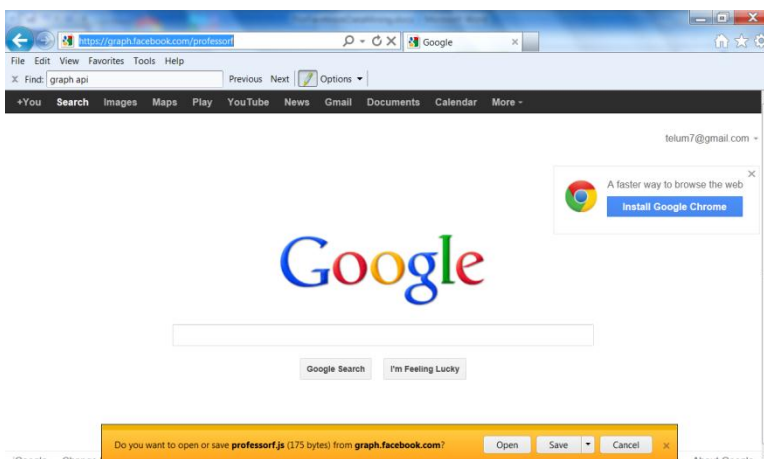 https://graph.facebook.com/professorf
Google
File Edit View Favorites Tools Help
X Find: graph api Previous Next Options
+You Search Images Maps Play YouTube News Gmail Documents Calendar More
telum7@gmail.com
A faster way to browse the web
Install Google Chrome
Google
Google Search I'm Feeling Lucky
Do you want to open or save professorf.js (175 bytes) from graph.facebook.com? Open Save Cancel